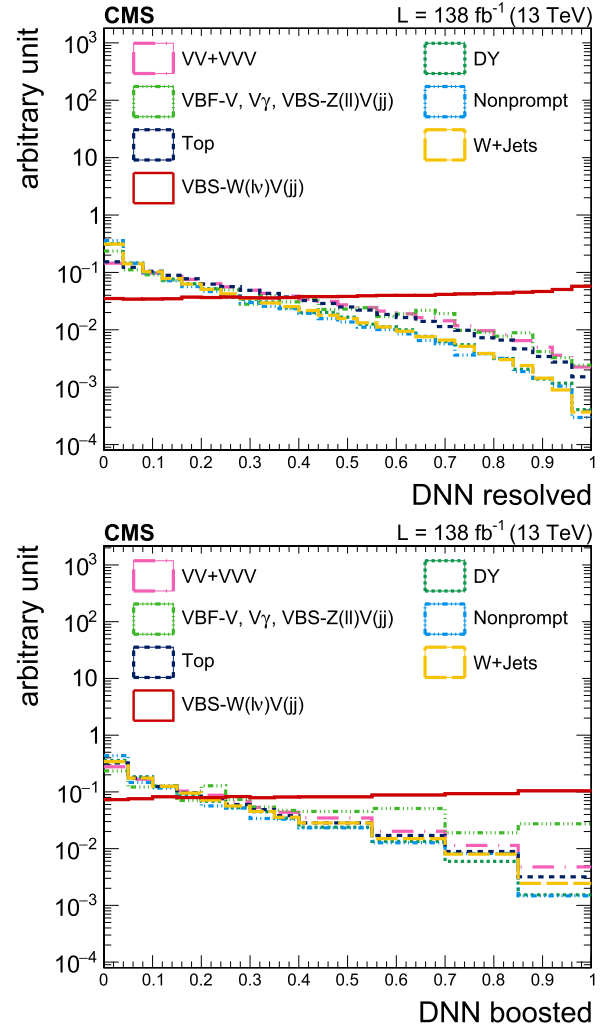 CMS L = 138 fb⁻¹ (13 TeV)
arbitrary unit
10³
10²
10
1
10⁻¹
10⁻²
10⁻³
10⁻⁴
VV+VVV
DY
VBF-V, Vγ, VBS-Z(ll)V(jj)
Nonprompt
Top
W+Jets
VBS-W(lν)V(jj)
0 0.1 0.2 0.3 0.4 0.5 0.6 0.7 0.8 0.9 1
DNN resolved
CMS L = 138 fb⁻¹ (13 TeV)
arbitrary unit
10³
10²
10
1
10⁻¹
10⁻²
10⁻³
10⁻⁴
VV+VVV
DY
VBF-V, Vγ, VBS-Z(ll)V(jj)
Nonprompt
Top
W+Jets
VBS-W(lν)V(jj)
0 0.1 0.2 0.3 0.4 0.5 0.6 0.7 0.8 0.9 1
DNN boosted